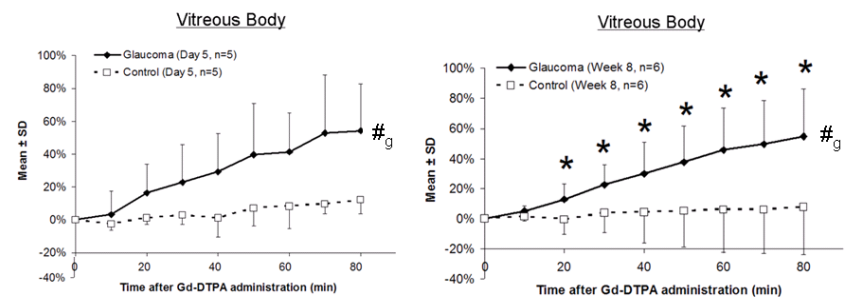 Vitreous Body
100%
80%
60%
40%
20%
0%
-20%
-40%
Mean ± SD
Glaucoma (Day 5, n=5)
Control (Day 5, n=5)
#g
0 20 40 60 80
Time after Gd-DTPA administration (min)
Vitreous Body
100%
80%
60%
40%
20%
0%
-20%
-40%
Mean ± SD
Glaucoma (Week 8, n=6)
Control (Week 8, n=6)
* * * * * * *
#g
0 20 40 60 80
Time after Gd-DTPA administration (min)